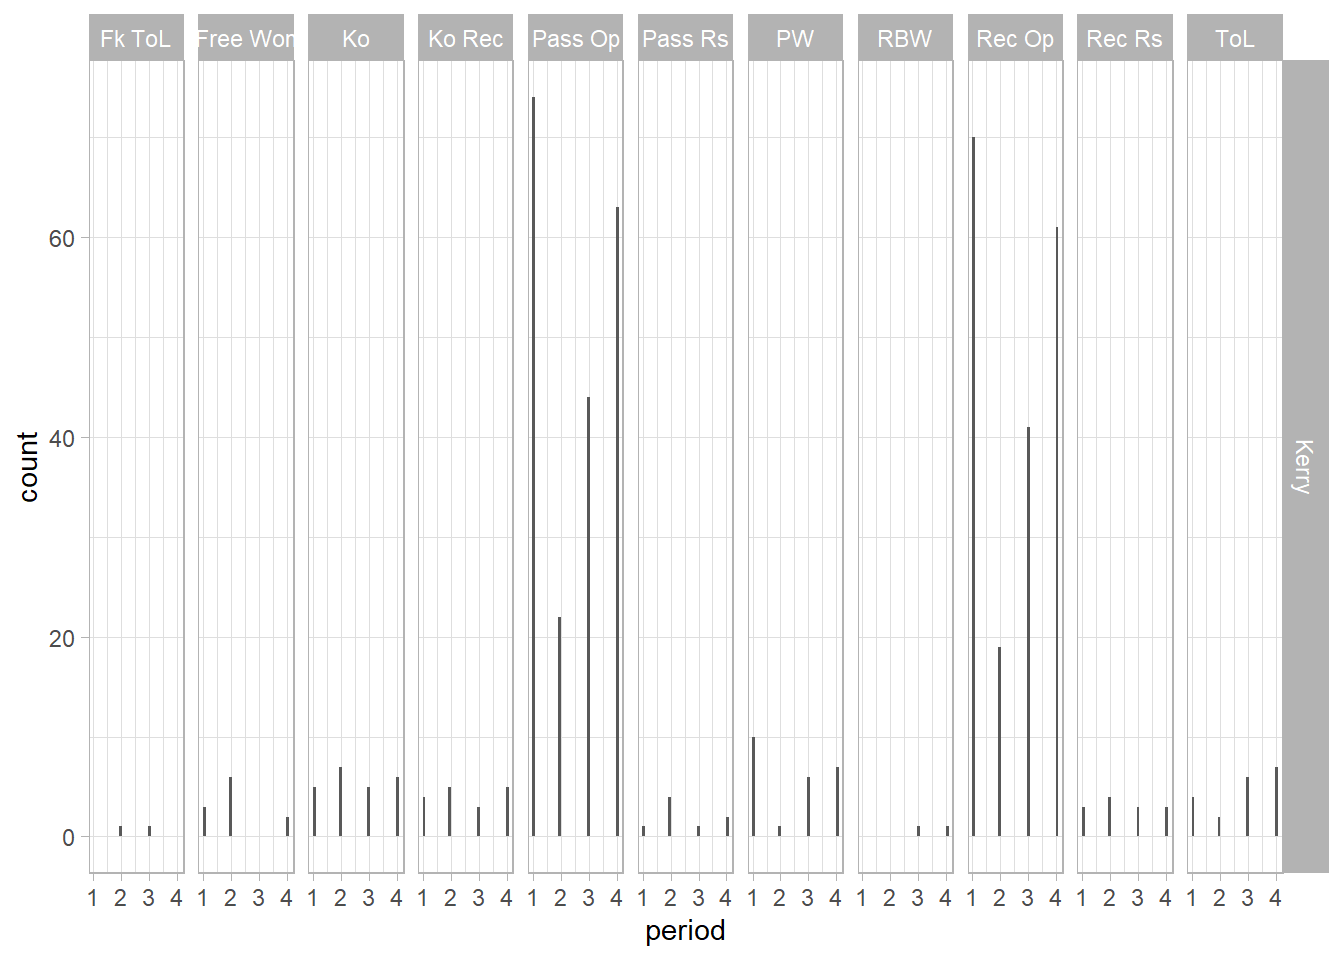 Fk ToL Free Won Ko Ko Rec Pass Op Pass Rs PW RBW Rec Op Rec Rs ToL
60
40
20
0
count
Kerry
1 2 3 4 1 2 3 4 1 2 3 4 1 2 3 4 1 2 3 4 1 2 3 4 1 2 3 4 1 2 3 4 1 2 3 4 1 2 3 4 1 2 3 4
period